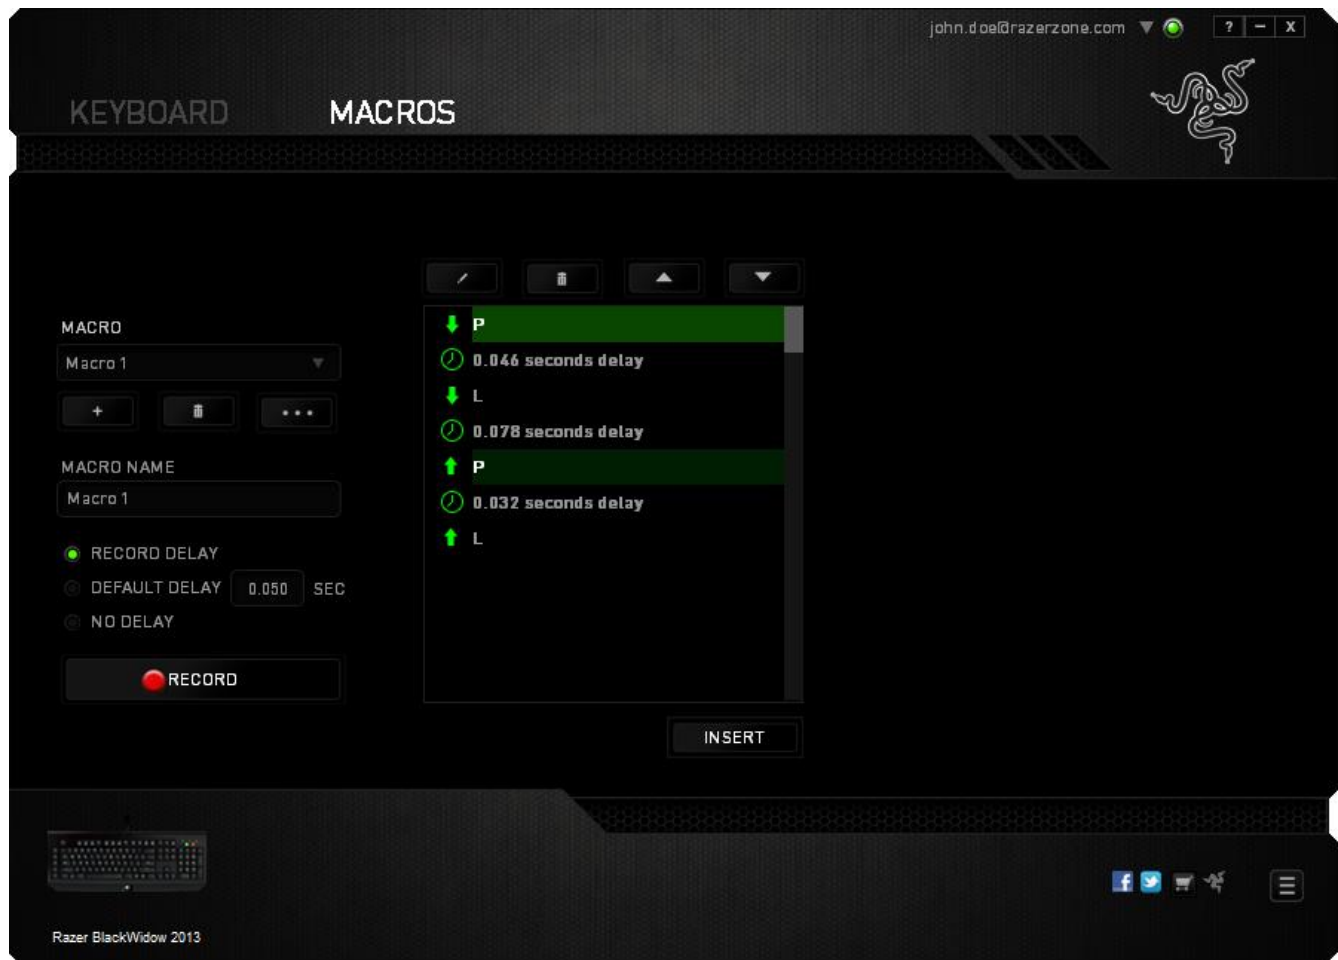 john.doe@razerzone.com
? – X
KEYBOARD MACROS
MACRO
Macro 1
+
MACRO NAME
Macro 1
RECORD DELAY
DEFAULT DELAY 0.050 SEC
NO DELAY
RECORD
P
0.046 seconds delay
L
0.078 seconds delay
P
0.032 seconds delay
L
INSERT
Razer BlackWidow 2013
f